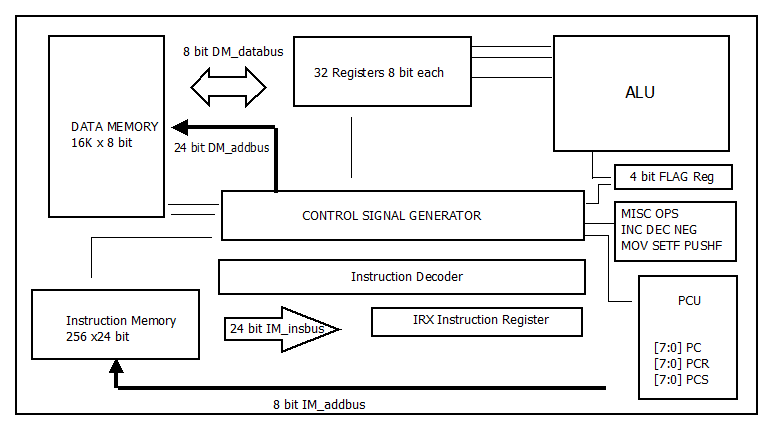 8 bit DM_databus
32 Registers 8 bit each
ALU
DATA MEMORY
16K x 8 bit
24 bit DM_addbus
4 bit FLAG Reg
CONTROL SIGNAL GENERATOR
MISC OPS
INC DEC NEG
MOV SETF PUSHF
Instruction Decoder
PCU
Instruction Memory
256 x24 bit
24 bit IM_insbus
IRX Instruction Register
[7:0] PC
[7:0] PCR
[7:0] PCS
8 bit IM_addbus